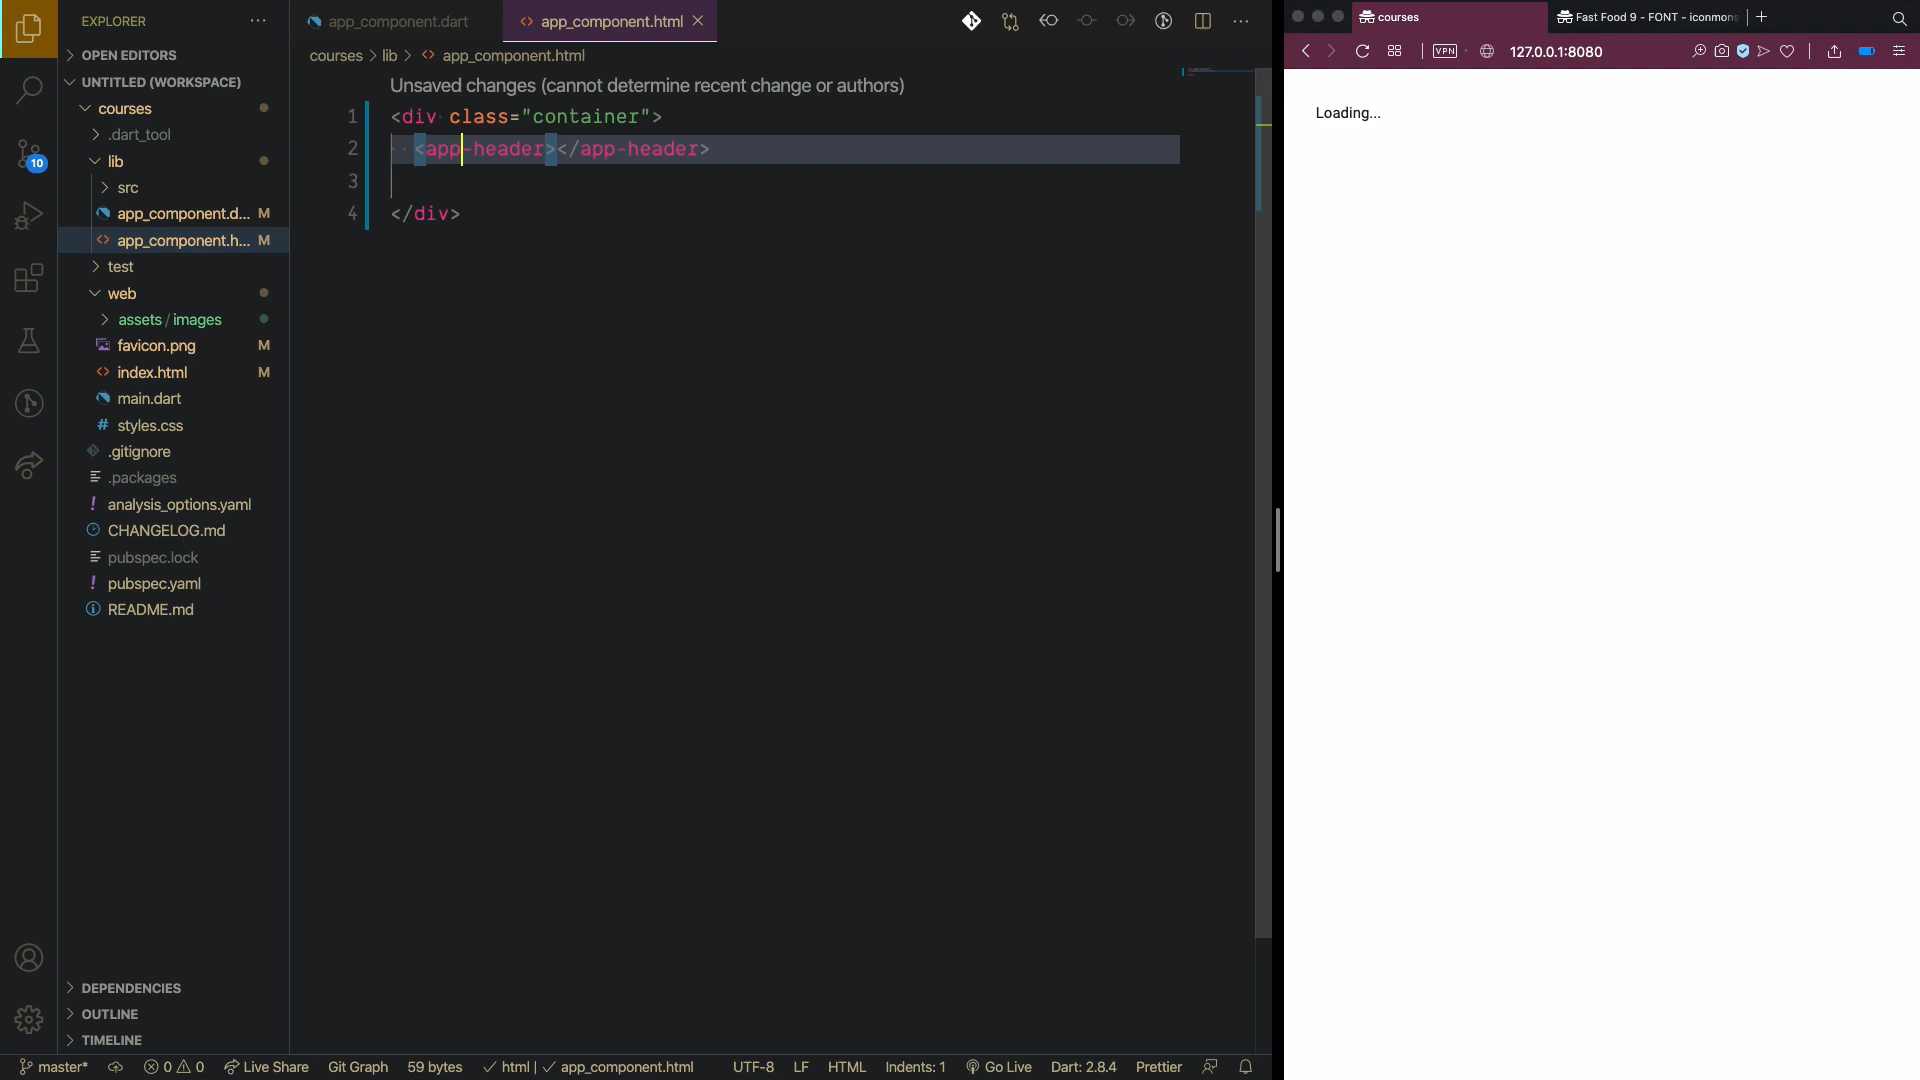 EXPLORER
OPEN EDITORS
UNTITLED (WORKSPACE)
courses
.dart_tool
lib
src
app_component.d... M
app_component.h... M
test
web
assets / images
favicon.png M
index.html M
main.dart
styles.css
.gitignore
.packages
analysis_options.yaml
CHANGELOG.md
pubspec.lock
pubspec.yaml
README.md
DEPENDENCIES
OUTLINE
TIMELINE
10
app_component.dart
app_component.html
courses > lib > app_component.html
Unsaved changes (cannot determine recent change or authors)
1 <div class="container">
2 <app-header></app-header>
3
4 </div>
master* 0 0 Live Share Git Graph 59 bytes html | app_component.html UTF-8 LF HTML Indents: 1 Go Live Dart: 2.8.4 Prettier
courses
Fast Food 9 - FONT - iconmons
VPN 127.0.0.1:8080
Loading...